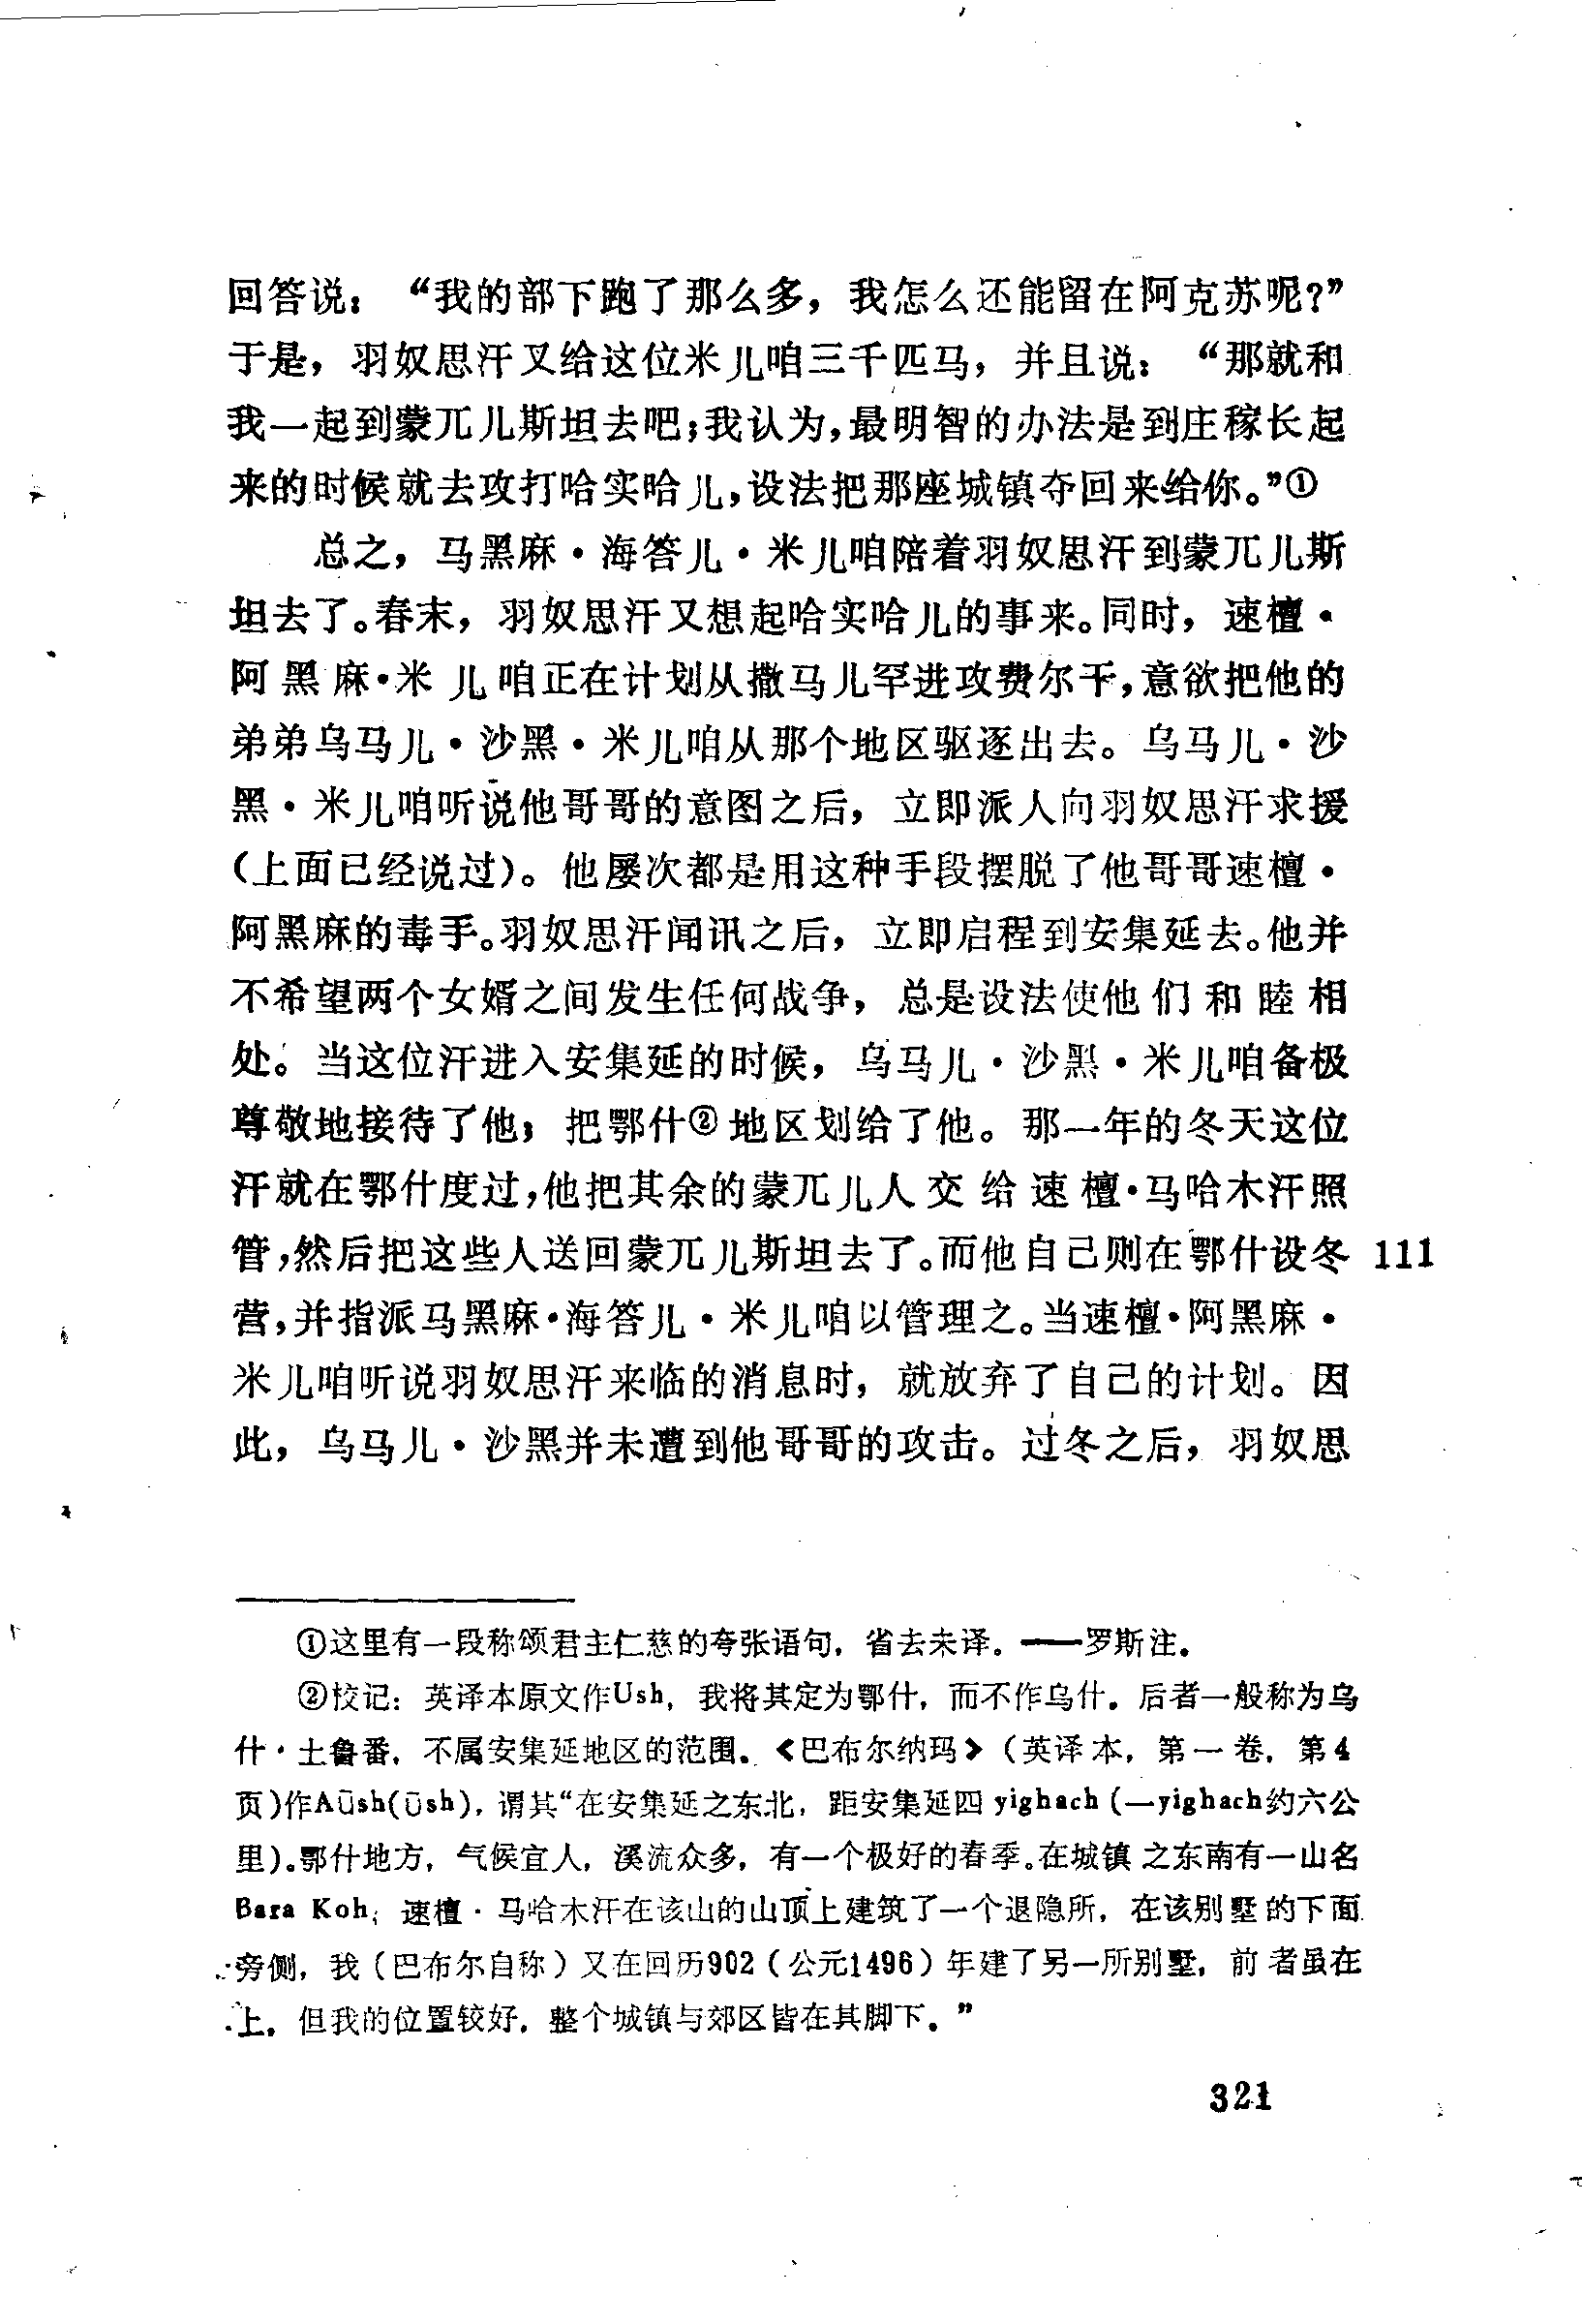 回答说：“我的部下跑了那么多，我怎么还能留在阿克苏呢？”
于是，羽奴思汗又给这位米儿咱三千匹马，并且说：“那就和
我一起到蒙兀儿斯坦去吧；我认为，最明智的办法是到庄稼长起
来的时候就去攻打哈实哈儿，设法把那座城镇夺回来给你。”①
总之，马黑麻·海答儿·米儿咱陪着羽奴思汗到蒙兀儿斯
坦去了。春末，羽奴思汗又想起哈实哈儿的事来。同时，速檀·
阿黑麻·米儿咱正在计划从撒马儿罕进攻费尔干，意欲把他的
弟弟乌马儿·沙黑·米儿咱从那个地区驱逐出去。乌马儿·沙
黑·米儿咱听说他哥哥的意图之后，立即派人向羽奴思汗求援
（上面已经说过）。他屡次都是用这种手段摆脱了他哥哥速檀·
阿黑麻的毒手。羽奴思汗闻讯之后，立即启程到安集延去。他并
不希望两个女婿之间发生任何战争，总是设法使他们和睦相
处。当这位汗进入安集延的时候，乌马儿·沙黑·米儿咱备极
尊敬地接待了他；把鄂什②地区划给了他。那一年的冬天这位
汗就在鄂什度过，他把其余的蒙兀儿人交给速檀·马哈木汗照
管，然后把这些人送回蒙兀儿斯坦去了。而他自己则在鄂什设冬 111
营，并指派马黑麻·海答儿·米儿咱以管理之。当速檀·阿黑麻·
米儿咱听说羽奴思汗来临的消息时，就放弃了自己的计划。因
此，乌马儿·沙黑并未遭到他哥哥的攻击。过冬之后，羽奴思
①这里有一段称颂君主仁慈的夸张语句，省去未译。——罗斯注。
②校记：英译本原文作Ush，我将其定为鄂什，而不作乌什。后者一般称为乌
什·土鲁番，不属安集延地区的范围。《巴布尔纳玛》（英译本，第一卷，第4
页）作Aūsh(ūsh)，谓其“在安集延之东北，距安集延四yighach（一yighach约六公
里）。鄂什地方，气候宜人，溪流众多，有一个极好的春季。在城镇之东南有一山名
Bara Koh；速檀·马哈木汗在该山的山顶上建筑了一个退隐所，在该别墅的下面
旁侧，我（巴布尔自称）又在回历902（公元1496）年建了另一所别墅，前者虽在
上，但我的位置较好，整个城镇与郊区皆在其脚下。”
321